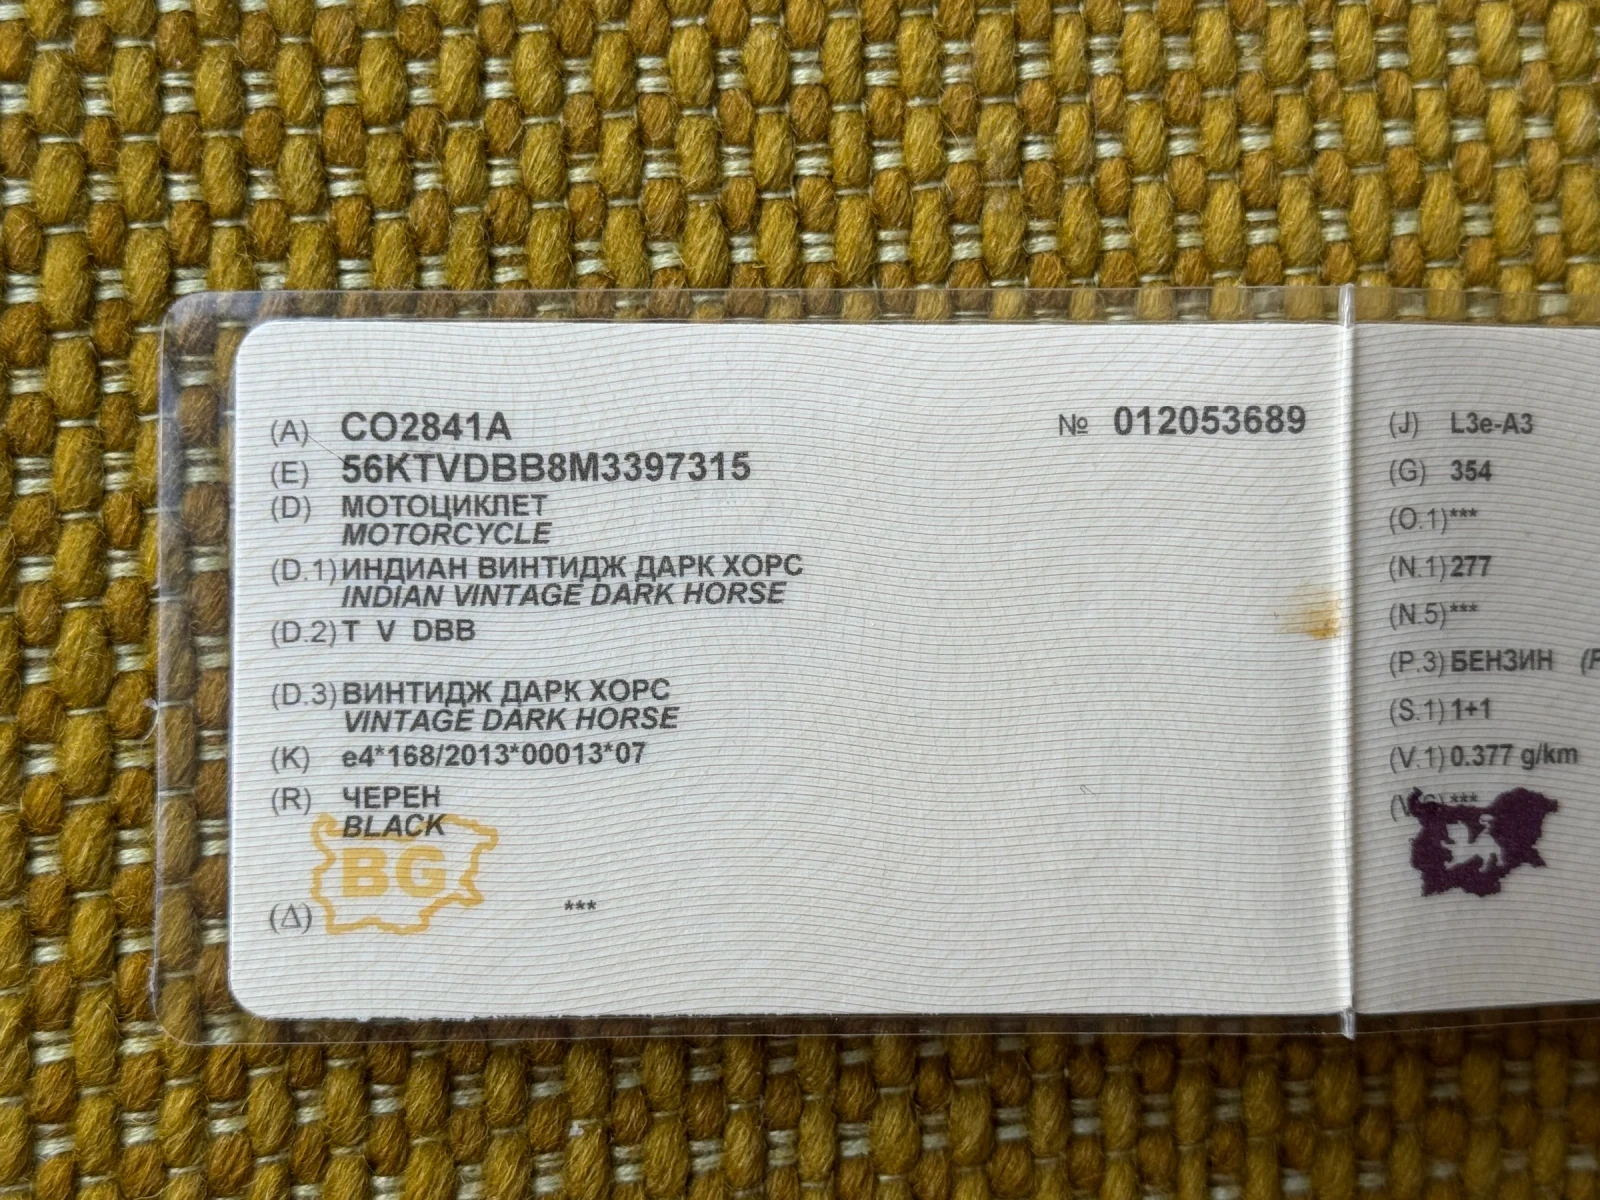 (A) CO2841A
№ 012053689
(E) 56KTVDBB8M3397315
(D) МОТОЦИКЛЕТ
MOTORCYCLE
(D.1) ИНДИАН ВИНТИДЖ ДАРК ХОРС
INDIAN VINTAGE DARK HORSE
(D.2) T V DBB
(D.3) ВИНТИДЖ ДАРК ХОРС
VINTAGE DARK HORSE
(K) e4*168/2013*00013*07
(R) ЧЕРЕН
BLACK
BG
(Δ) ***
(J) L3e-A3
(G) 354
(O.1) ***
(N.1) 277
(N.5) ***
(P.3) БЕНЗИН
(S.1) 1+1
(V.1) 0.377 g/km
***